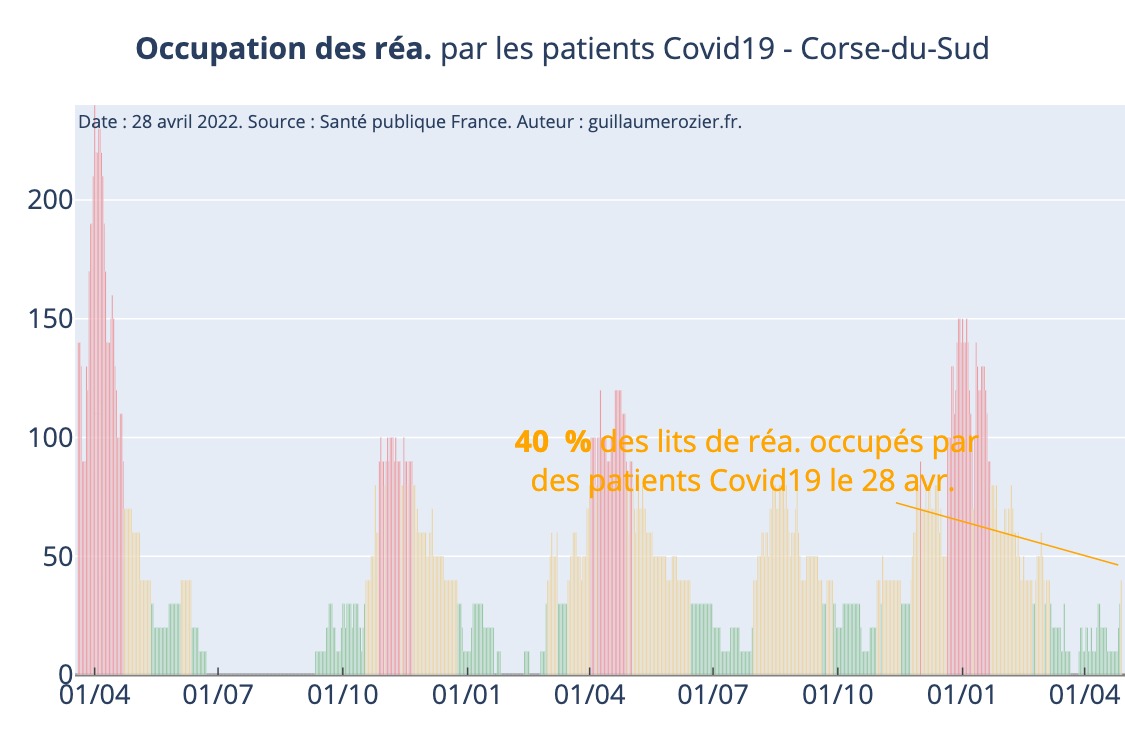 Occupation des réa. par les patients Covid19 - Corse-du-Sud
Date : 28 avril 2022. Source : Santé publique France. Auteur : guillaumerozier.fr.
200
150
100
50
0
40 % des lits de réa. occupés par
des patients Covid19 le 28 avr.
01/04 01/07 01/10 01/01 01/04 01/07 01/10 01/01 01/04